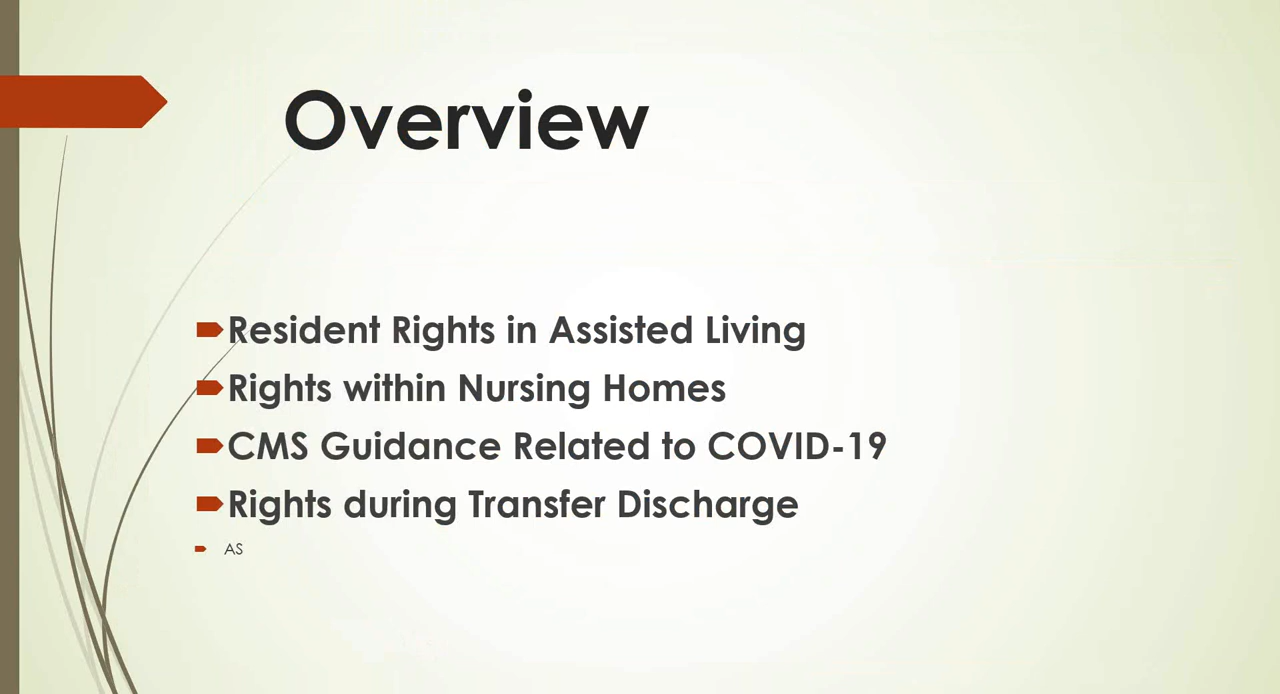 Overview
Resident Rights in Assisted Living
Rights within Nursing Homes
CMS Guidance Related to COVID-19
Rights during Transfer Discharge
AS